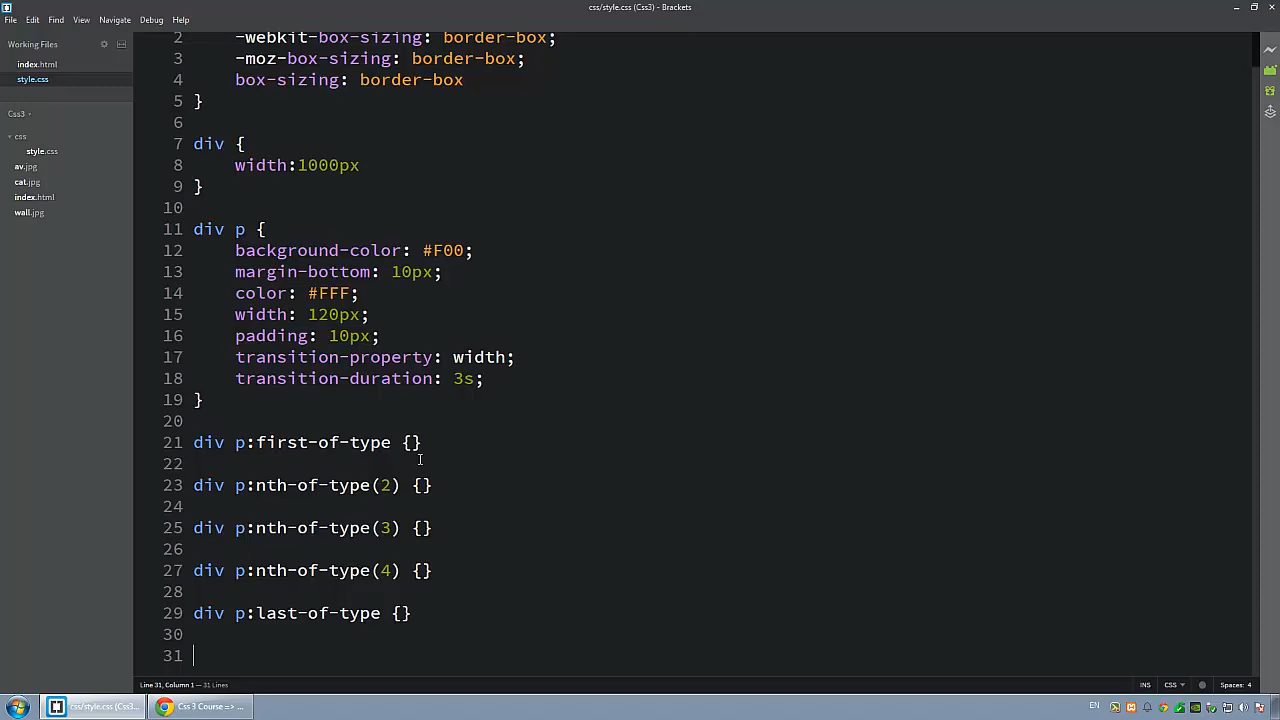 css/style.css (Css3) - Brackets
File Edit Find View Navigate Debug Help
Working Files
index.html
style.css
Css3
css
style.css
av.jpg
cat.jpg
index.html
wall.jpg
2 -webkit-box-sizing: border-box;
3 -moz-box-sizing: border-box;
4 box-sizing: border-box
5 }
6
7 div {
8 width:1000px
9 }
10
11 div p {
12 background-color: #F00;
13 margin-bottom: 10px;
14 color: #FFF;
15 width: 120px;
16 padding: 10px;
17 transition-property: width;
18 transition-duration: 3s;
19 }
20
21 div p:first-of-type {}
22
23 div p:nth-of-type(2) {}
24
25 div p:nth-of-type(3) {}
26
27 div p:nth-of-type(4) {}
28
29 div p:last-of-type {}
30
31
Line 31, Column 1 — 31 Lines
INS CSS Spaces: 4
css/style.css (Css3... Css 3 Course => ... EN